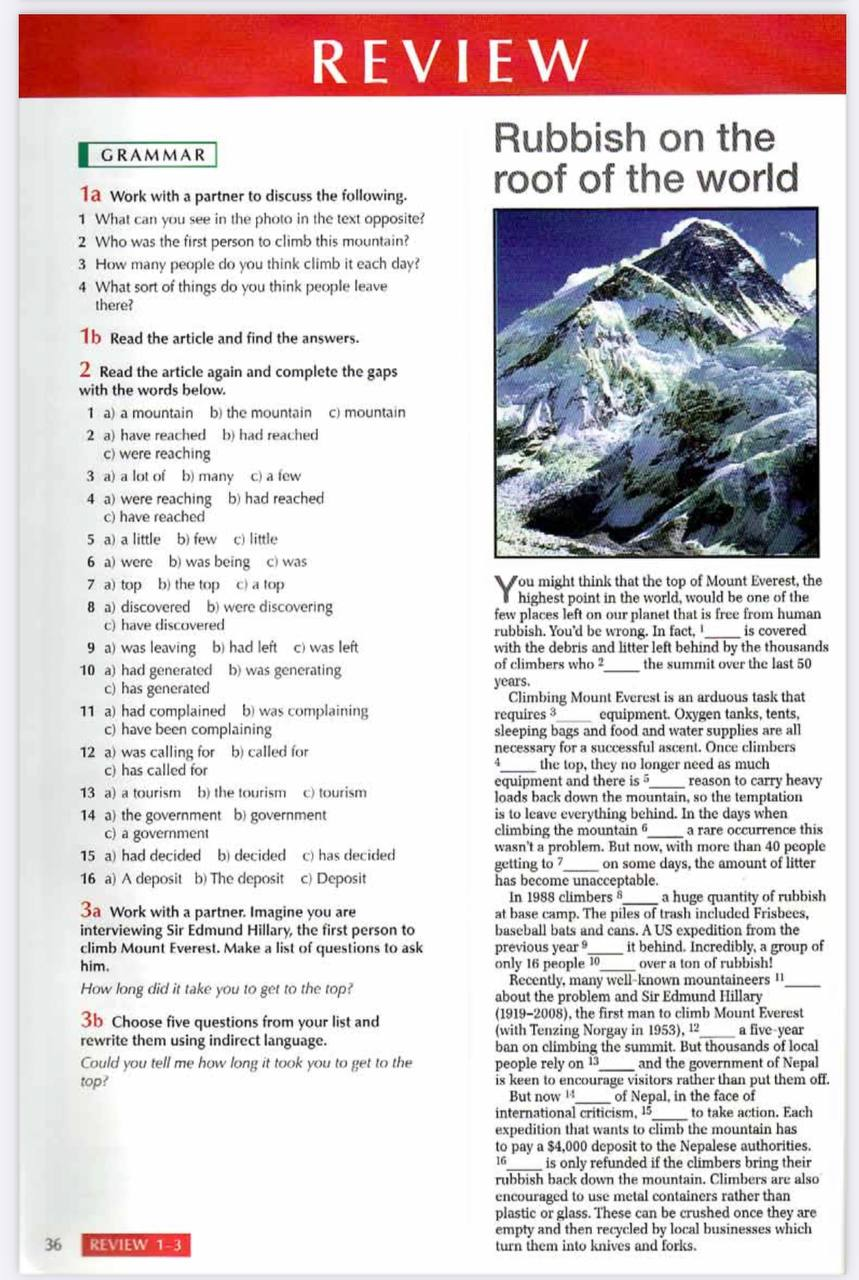 REVIEW
GRAMMAR
1a Work with a partner to discuss the following.
1 What can you see in the photo in the text opposite?
2 Who was the first person to climb this mountain?
3 How many people do you think climb it each day?
4 What sort of things do you think people leave
there?
1b Read the article and find the answers.
2 Read the article again and complete the gaps
with the words below.
1 a) a mountain b) the mountain c) mountain
2 a) have reached b) had reached
c) were reaching
3 a) a lot of b) many c) a few
4 a) were reaching b) had reached
c) have reached
5 a) a little b) few c) little
6 a) were b) was being c) was
7 a) top b) the top c) a top
8 a) discovered b) were discovering
c) have discovered
9 a) was leaving b) had left c) was left
10 a) had generated b) was generating
c) has generated
11 a) had complained b) was complaining
c) have been complaining
12 a) was calling for b) called for
c) has called for
13 a) a tourism b) the tourism c) tourism
14 a) the government b) government
c) a government
15 a) had decided b) decided c) has decided
16 a) A deposit b) The deposit c) Deposit
3a Work with a partner. Imagine you are
interviewing Sir Edmund Hillary, the first person to
climb Mount Everest. Make a list of questions to ask
him.
How long did it take you to get to the top?
3b Choose five questions from your list and
rewrite them using indirect language.
Could you tell me how long it took you to get to the
top?
36 REVIEW 1–3
Rubbish on the
roof of the world
You might think that the top of Mount Everest, the
highest point in the world, would be one of the
few places left on our planet that is free from human
rubbish. You'd be wrong. In fact, 1____ is covered
with the debris and litter left behind by the thousands
of climbers who 2____ the summit over the last 50
years.
Climbing Mount Everest is an arduous task that
requires 3____ equipment. Oxygen tanks, tents,
sleeping bags and food and water supplies are all
necessary for a successful ascent. Once climbers
4____ the top, they no longer need as much
equipment and there is 5____ reason to carry heavy
loads back down the mountain, so the temptation
is to leave everything behind. In the days when
climbing the mountain 6____ a rare occurrence this
wasn't a problem. But now, with more than 40 people
getting to 7____ on some days, the amount of litter
has become unacceptable.
In 1988 climbers 8____ a huge quantity of rubbish
at base camp. The piles of trash included Frisbees,
baseball bats and cans. A US expedition from the
previous year 9____ it behind. Incredibly, a group of
only 16 people 10____ over a ton of rubbish!
Recently, many well-known mountaineers 11____
about the problem and Sir Edmund Hillary
(1919–2008), the first man to climb Mount Everest
(with Tenzing Norgay in 1953), 12____ a five-year
ban on climbing the summit. But thousands of local
people rely on 13____ and the government of Nepal
is keen to encourage visitors rather than put them off.
But now 14____ of Nepal, in the face of
international criticism, 15____ to take action. Each
expedition that wants to climb the mountain has
to pay a $4,000 deposit to the Nepalese authorities.
16____ is only refunded if the climbers bring their
rubbish back down the mountain. Climbers are also
encouraged to use metal containers rather than
plastic or glass. These can be crushed once they are
empty and then recycled by local businesses which
turn them into knives and forks.